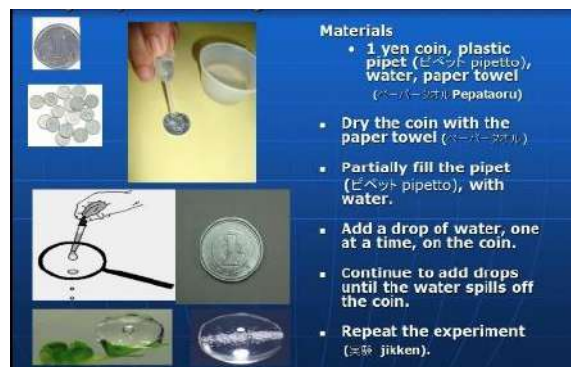 Materials
• 1 yen coin, plastic
pipet (ピペット pipetto),
water, paper towel
(ペーパータオル Pepataoru)
▪ Dry the coin with the
paper towel (ペーパータオル)
▪ Partially fill the pipet
(ピペット pipetto), with
water.
▪ Add a drop of water, one
at a time, on the coin.
▪ Continue to add drops
until the water spills off
the coin.
▪ Repeat the experiment
(実験 jikken).